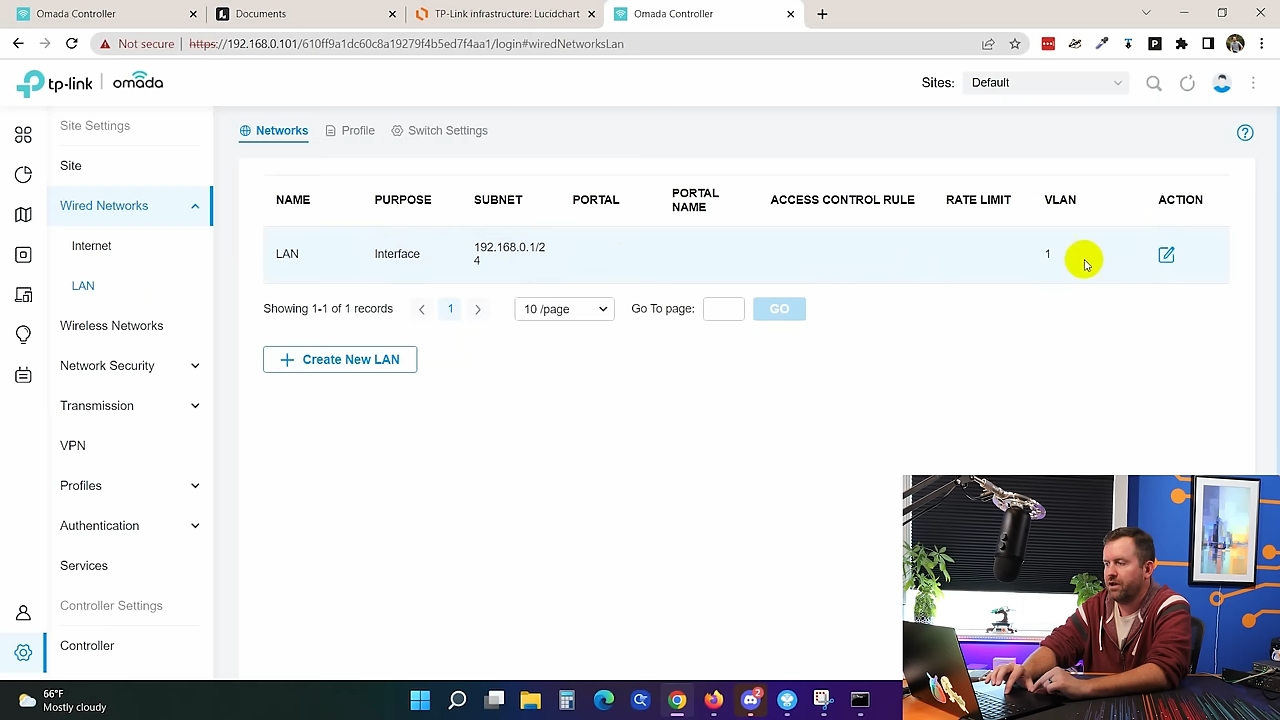 Omada Controller
Documents
TP-Link infrastructure: Lucidchart
Omada Controller
Not secure
https://192.168.0.101/610ff9a1dc60c8a19279f4b5ed7f4aa1/login#wiredNetworksLan
P
tp-link | omada
Sites:
Default
Site Settings
Site
Wired Networks
Internet
LAN
Wireless Networks
Network Security
Transmission
VPN
Profiles
Authentication
Services
Controller Settings
Controller
Networks
Profile
Switch Settings
?
NAME
PURPOSE
SUBNET
PORTAL
PORTAL
NAME
ACCESS CONTROL RULE
RATE LIMIT
VLAN
ACTION
LAN
Interface
192.168.0.1/2
4
1
Showing 1-1 of 1 records
1
10 /page
Go To page:
GO
Create New LAN
66°F
Mostly cloudy
2